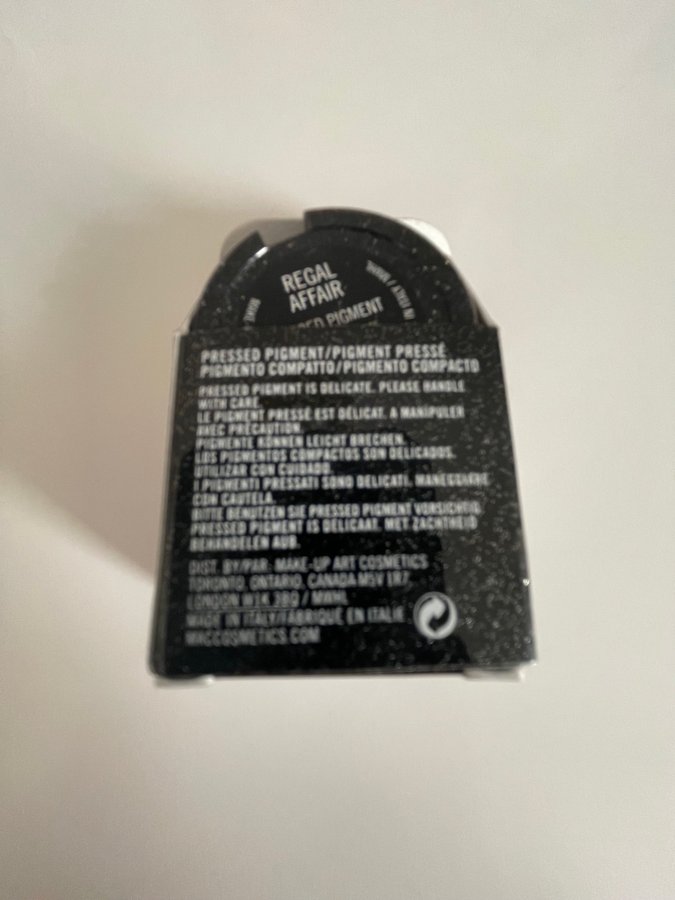 REGAL
AFFAIR
PIGMENT
IN ITALY / MWHL
PRESSED PIGMENT/PIGMENT PRESSÉ
PIGMENTO COMPATTO/PIGMENTO COMPACTO
PRESSED PIGMENT IS DELICATE. PLEASE HANDLE
WITH CARE.
LE PIGMENT PRESSÉ EST DÉLICAT. A MANIPULER
AVEC PRÉCAUTION.
PIGMENTE KÖNNEN LEICHT BRECHEN.
LOS PIGMENTOS COMPACTOS SON DELICADOS.
UTILIZAR CON CUIDADO.
I PIGMENTI PRESSATI SONO DELICATI. MANEGGIARE
CON CAUTELA.
BITTE BENUTZEN SIE PRESSED PIGMENT VORSICHTIG.
PRESSED PIGMENT IS DELICAAT. MET ZACHTHEID
BEHANDELEN AUB.
DIST. BY/PAR. MAKE-UP ART COSMETICS
TORONTO, ONTARIO, CANADA M5V 1R7,
LONDON W1K 3BQ / MWHL
MADE IN ITALY/FABRIQUÉ EN ITALIE
MACCOSMETICS.COM